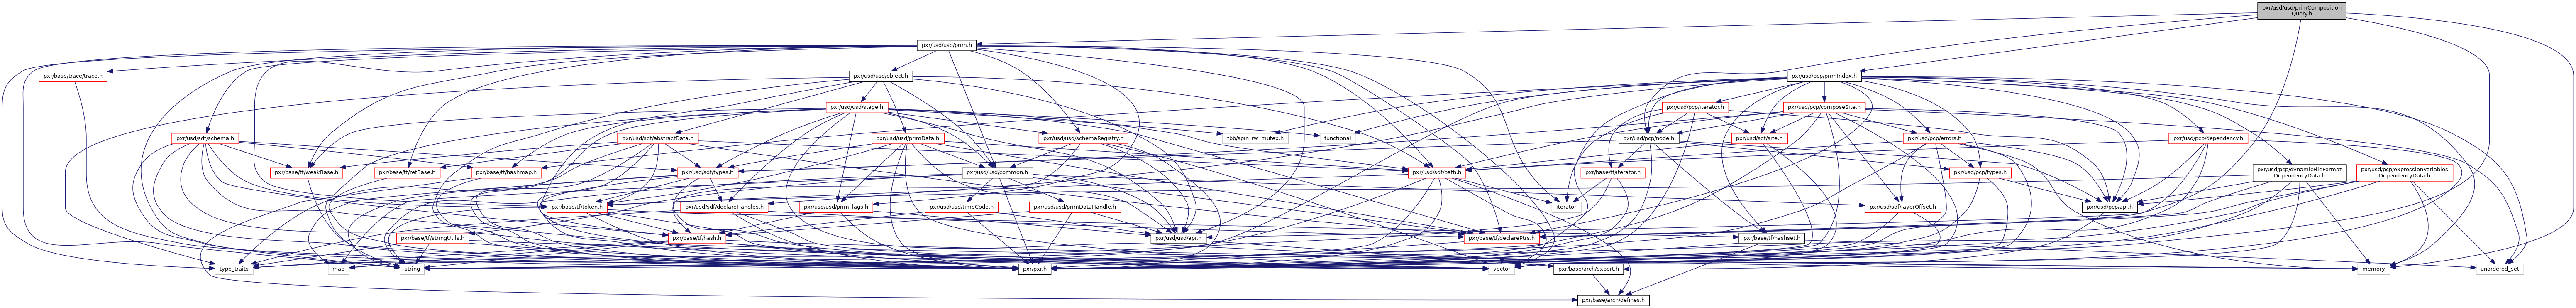 pxr/usd/usd/primComposition
Query.h
pxr/usd/usd/prim.h
pxr/base/trace/trace.h
pxr/usd/usd/object.h
pxr/usd/pcp/primIndex.h
pxr/usd/usd/stage.h
pxr/usd/pcp/iterator.h
pxr/usd/pcp/composeSite.h
pxr/usd/sdf/schema.h
pxr/usd/sdf/abstractData.h
pxr/usd/usd/primData.h
pxr/usd/usd/schemaRegistry.h
tbb/spin_rw_mutex.h
functional
pxr/usd/pcp/node.h
pxr/usd/sdf/site.h
pxr/usd/pcp/errors.h
pxr/usd/pcp/dependency.h
pxr/base/tf/weakBase.h
pxr/base/tf/refBase.h
pxr/base/tf/hashmap.h
pxr/usd/sdf/types.h
pxr/usd/usd/common.h
pxr/usd/sdf/path.h
pxr/base/tf/iterator.h
pxr/usd/pcp/types.h
pxr/usd/pcp/dynamicFileFormat
DependencyData.h
pxr/usd/pcp/expressionVariables
DependencyData.h
pxr/base/tf/token.h
pxr/usd/sdf/declareHandles.h
pxr/usd/usd/primFlags.h
pxr/usd/usd/timeCode.h
pxr/usd/usd/primDataHandle.h
iterator
pxr/usd/sdf/layerOffset.h
pxr/usd/pcp/api.h
pxr/base/tf/stringUtils.h
pxr/base/tf/hash.h
pxr/usd/usd/api.h
pxr/base/tf/declarePtrs.h
pxr/base/tf/hashset.h
type_traits
map
string
pxr/pxr.h
vector
pxr/base/arch/export.h
memory
unordered_set
pxr/base/arch/defines.h